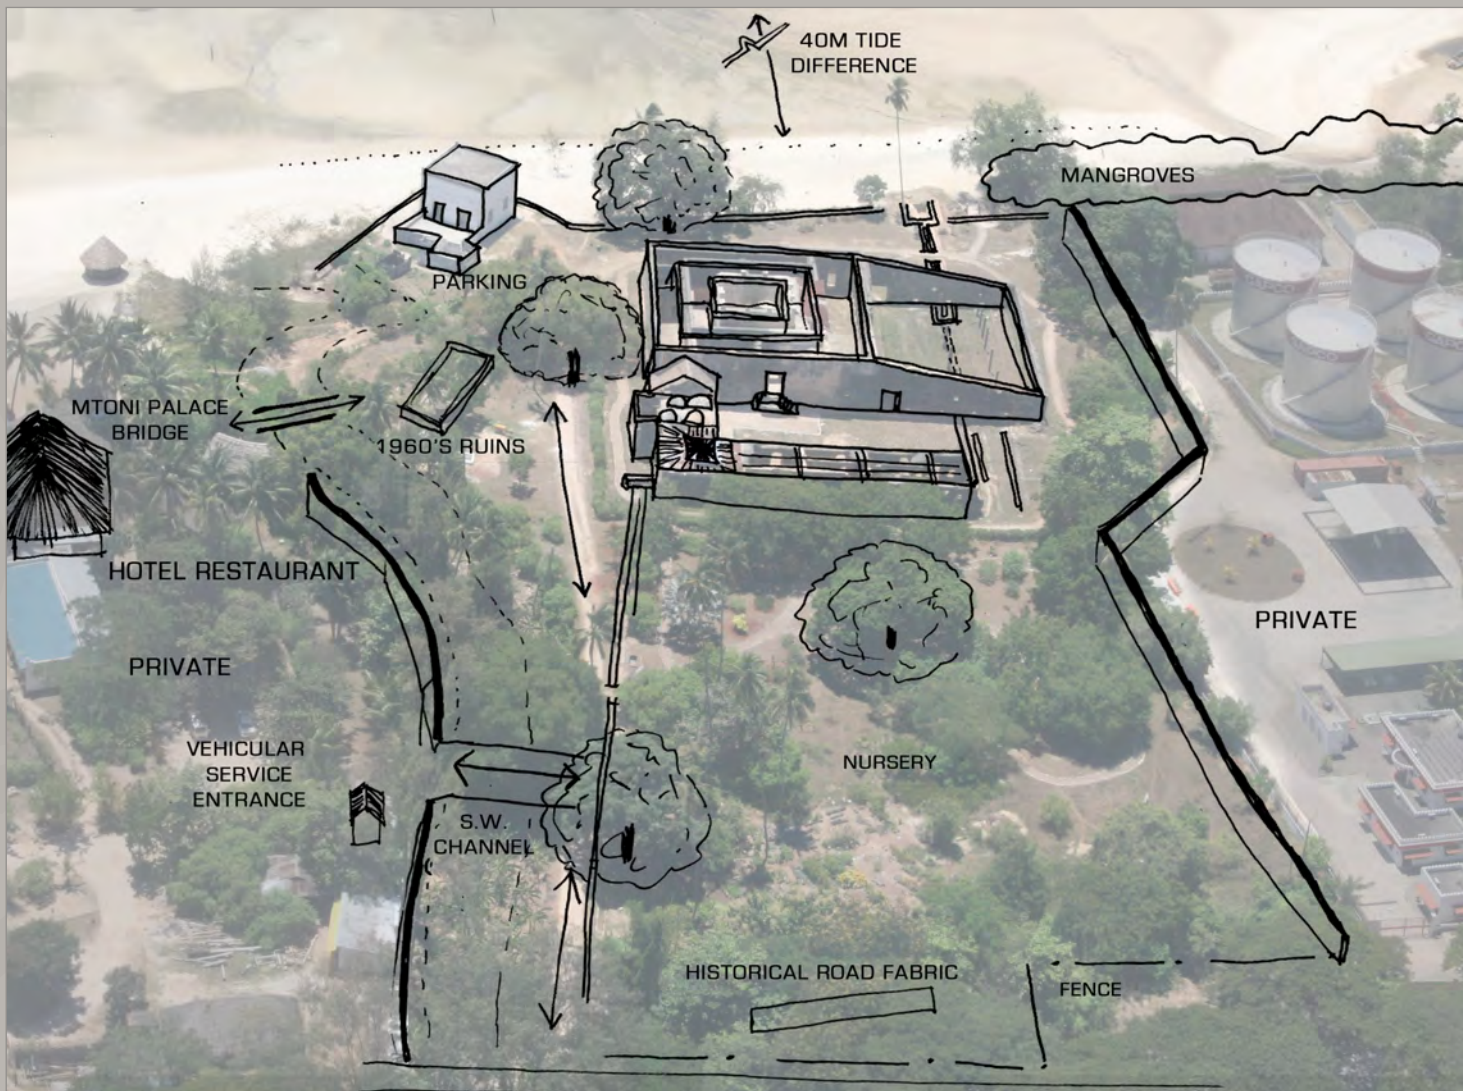 40M TIDE
DIFFERENCE
MANGROVES
PARKING
MTONI PALACE
BRIDGE
1960'S RUINS
HOTEL RESTAURANT
PRIVATE
PRIVATE
VEHICULAR
SERVICE
ENTRANCE
NURSERY
S.W.
CHANNEL
HISTORICAL ROAD FABRIC
FENCE